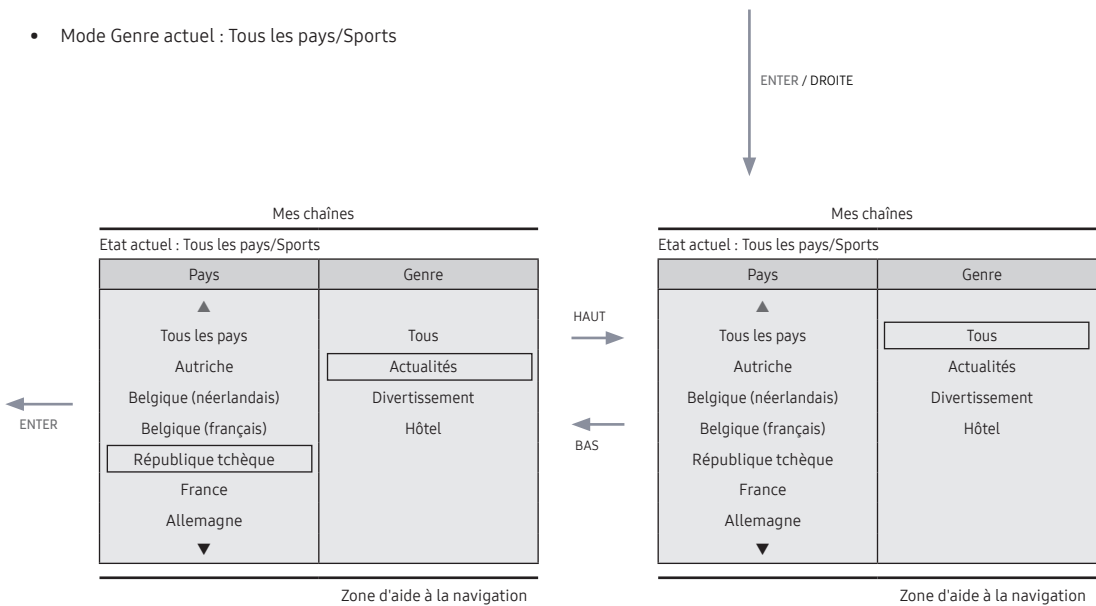 • Mode Genre actuel : Tous les pays/Sports
ENTER / DROITE
Mes chaînes
Etat actuel : Tous les pays/Sports
Pays Genre
▲
Tous les pays Tous
Autriche Actualités
Belgique (néerlandais) Divertissement
Belgique (français) Hôtel
République tchèque
France
Allemagne
▼
Zone d'aide à la navigation
ENTER
HAUT
BAS
Mes chaînes
Etat actuel : Tous les pays/Sports
Pays Genre
▲
Tous les pays Tous
Autriche Actualités
Belgique (néerlandais) Divertissement
Belgique (français) Hôtel
République tchèque
France
Allemagne
▼
Zone d'aide à la navigation